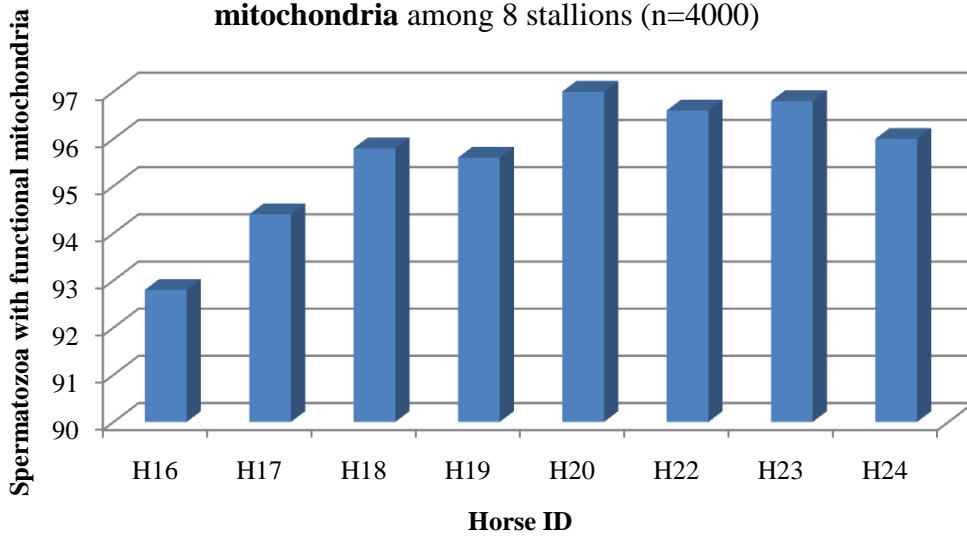 mitochondria among 8 stallions (n=4000)
Spermatozoa with functional mitochondria
97
96
95
94
93
92
91
90
H16 H17 H18 H19 H20 H22 H23 H24
Horse ID